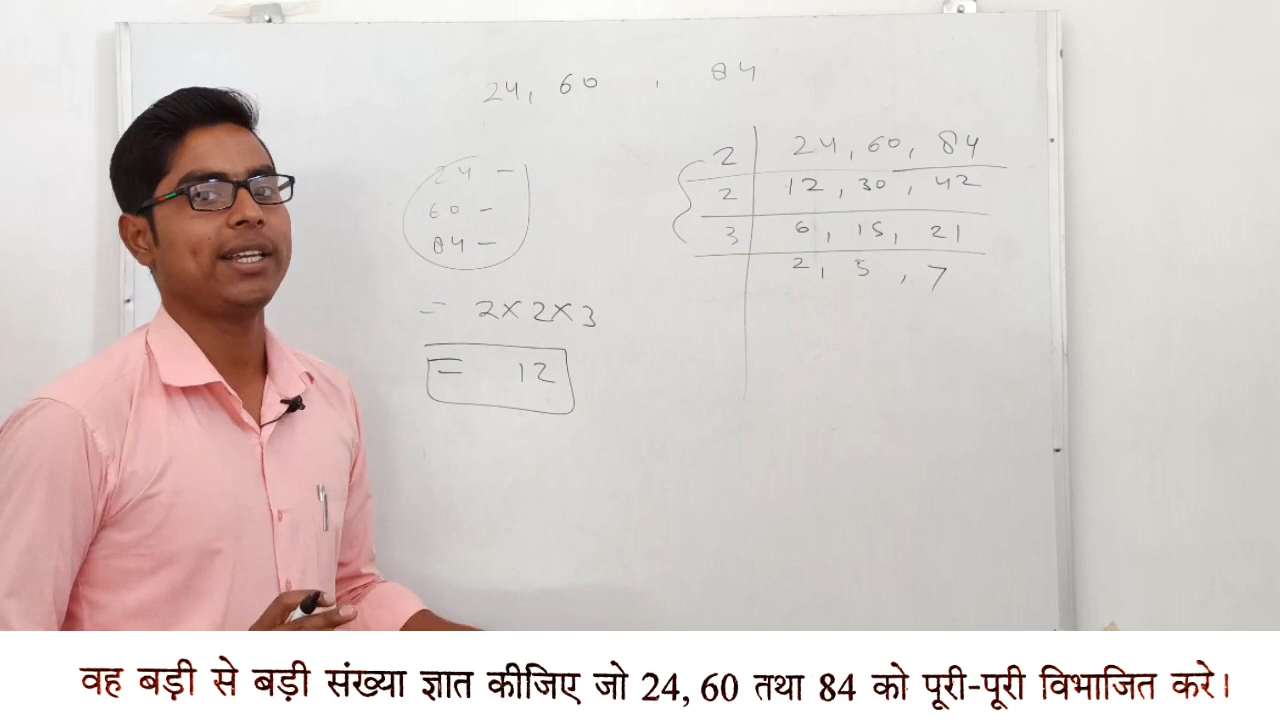 24, 60 , 84
24 -
60 -
84 -
= 2 × 2 × 3
= 12
2 | 24, 60, 84
2 | 12, 30, 42
3 | 6, 15, 21
2, 5, 7
वह बड़ी से बड़ी संख्या ज्ञात कीजिए जो 24, 60 तथा 84 को पूरी-पूरी विभाजित करे।